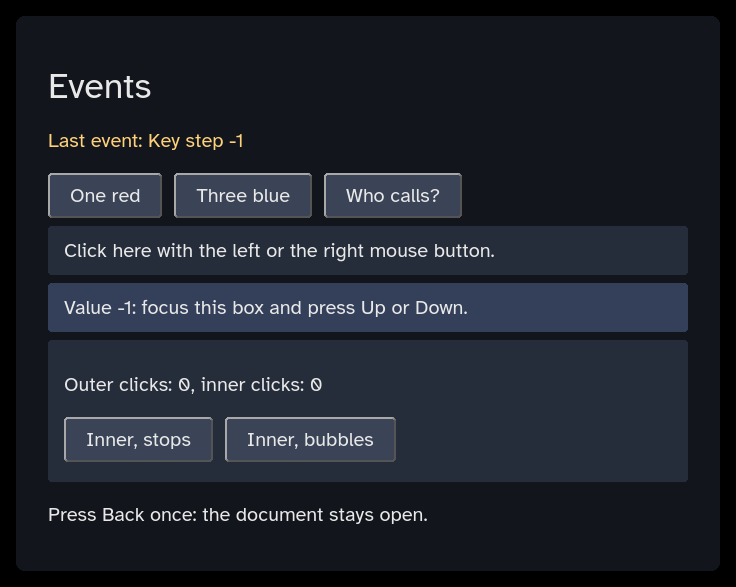 Events
Last event: Key step -1
One red
Three blue
Who calls?
Click here with the left or the right mouse button.
Value -1: focus this box and press Up or Down.
Outer clicks: 0, inner clicks: 0
Inner, stops
Inner, bubbles
Press Back once: the document stays open.